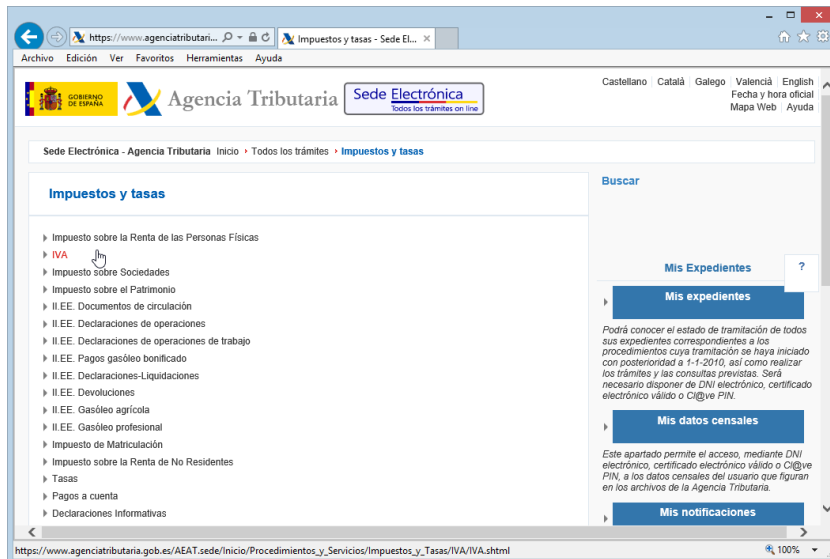 https://www.agenciatributari...
Impuestos y tasas - Sede El...
Archivo Edición Ver Favoritos Herramientas Ayuda
GOBIERNO
DE ESPAÑA
Agencia Tributaria
Sede Electrónica
Todos los trámites on line
Castellano Català Galego Valencià English
Fecha y hora oficial
Mapa Web Ayuda
Sede Electrónica - Agencia Tributaria Inicio Todos los trámites Impuestos y tasas
Impuestos y tasas
Impuesto sobre la Renta de las Personas Físicas
IVA
Impuesto sobre Sociedades
Impuesto sobre el Patrimonio
II.EE. Documentos de circulación
II.EE. Declaraciones de operaciones
II.EE. Declaraciones de operaciones de trabajo
II.EE. Pagos gasóleo bonificado
II.EE. Declaraciones-Liquidaciones
II.EE. Devoluciones
II.EE. Gasóleo agrícola
II.EE. Gasóleo profesional
Impuesto de Matriculación
Impuesto sobre la Renta de No Residentes
Tasas
Pagos a cuenta
Declaraciones Informativas
Buscar
Mis Expedientes
?
Mis expedientes
Podrá conocer el estado de tramitación de todos
sus expedientes correspondientes a los
procedimientos cuya tramitación se haya iniciado
con posterioridad a 1-1-2010, así como realizar
los trámites y las consultas previstas. Será
necesario disponer de DNI electrónico, certificado
electrónico válido o Cl@ve PIN.
Mis datos censales
Este apartado permite el acceso, mediante DNI
electrónico, certificado electrónico válido o Cl@ve
PIN, a los datos censales del usuario que figuran
en los archivos de la Agencia Tributaria.
Mis notificaciones
https://www.agenciatributaria.gob.es/AEAT.sede/Inicio/Procedimientos_y_Servicios/Impuestos_y_Tasas/IVA/IVA.shtml
100%